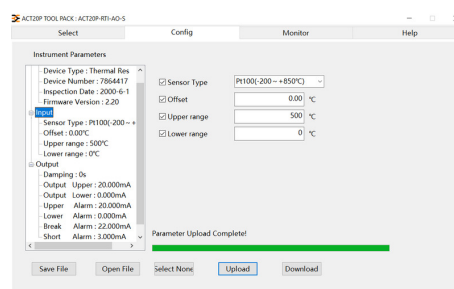 ACT20P TOOL PACK : ACT20P-RTI-AO-S
Select Config Monitor Help
Instrument Parameters
Device Type : Thermal Res
Device Number : 7864417
Inspection Date : 2000-6-1
Firmware Version : 2.20
Input
Sensor Type : Pt100(-200 ~ +
Offset : 0.00℃
Upper range : 500℃
Lower range : 0℃
Output
Damping : 0s
Output Upper : 20.000mA
Output Lower : 0.000mA
Upper Alarm : 20.000mA
Lower Alarm : 0.000mA
Break Alarm : 22.000mA
Short Alarm : 3.000mA
Sensor Type Pt100(-200 ~ +850℃)
Offset 0.00 ℃
Upper range 500 ℃
Lower range 0 ℃
Parameter Upload Complete!
Save File Open File Select None Upload Download